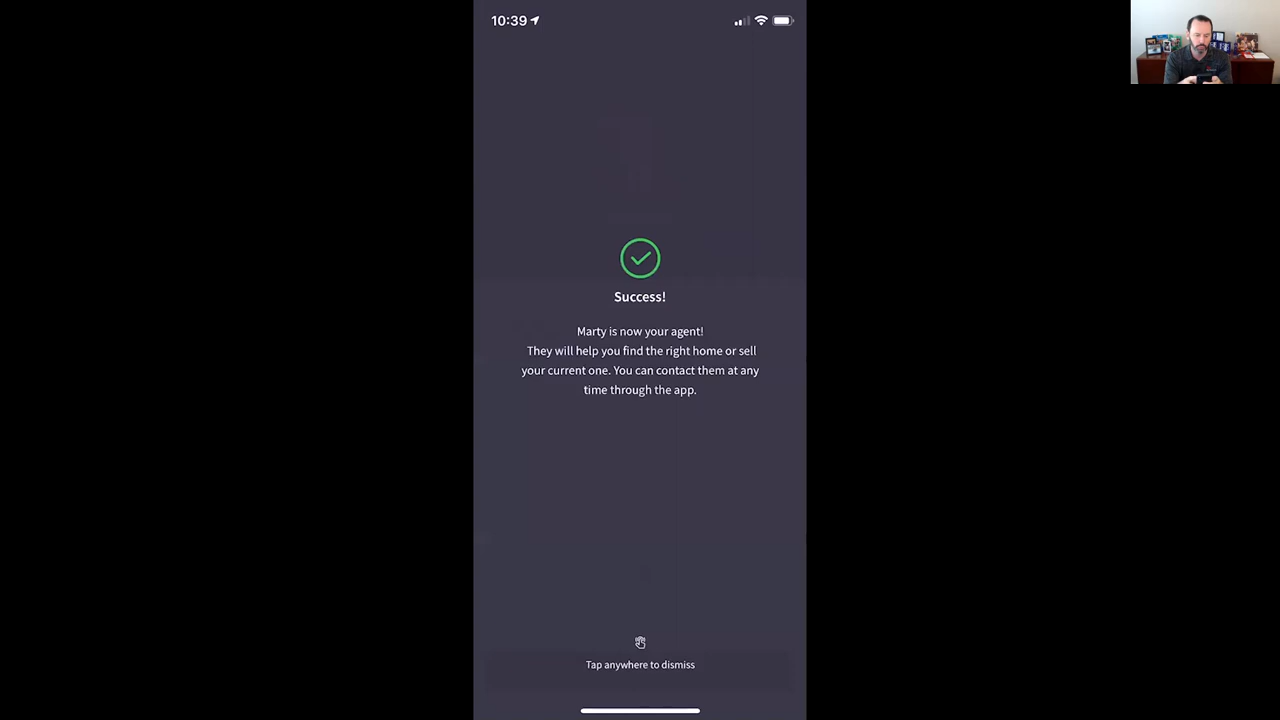 10:39
Success!
Marty is now your agent!
They will help you find the right home or sell
your current one. You can contact them at any
time through the app.
Tap anywhere to dismiss